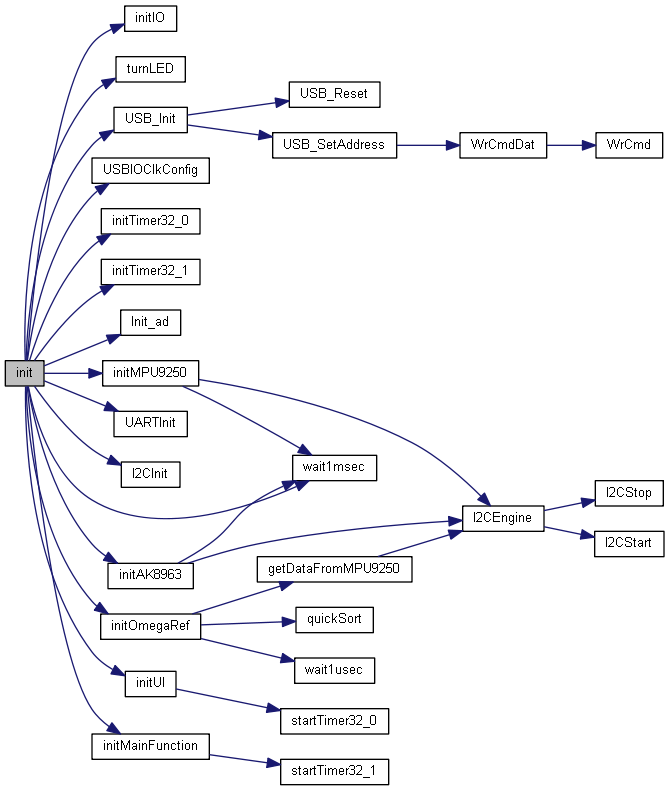 initIO
turnLED
USB_Init
USB_Reset
USB_SetAddress
WrCmdDat
WrCmd
USBIOClkConfig
initTimer32_0
initTimer32_1
Init_ad
init
initMPU9250
UARTInit
wait1msec
I2CInit
I2CStop
I2CEngine
I2CStart
initAK8963
getDataFromMPU9250
initOmegaRef
quickSort
wait1usec
initUI
startTimer32_0
initMainFunction
startTimer32_1